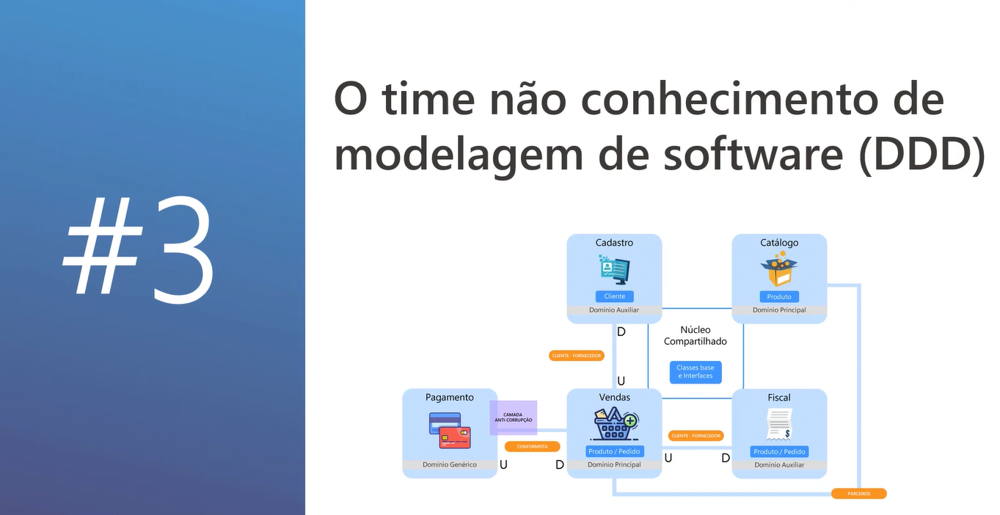 #3
O time não conhecimento de
modelagem de software (DDD)
Cadastro
Cliente
Domínio Auxiliar
Catálogo
Produto
Domínio Principal
D
Núcleo
Compartilhado
CLIENTE - FORNECEDOR
Classes base
e Interfaces
U
Pagamento
Domínio Genérico
CAMADA
ANTI-CORRUPÇÃO
CONFORMISTA
U
D
Vendas
Produto / Pedido
Domínio Principal
CLIENTE - FORNECEDOR
U
D
Fiscal
$
Produto / Pedido
Domínio Auxiliar
PARCEIROS